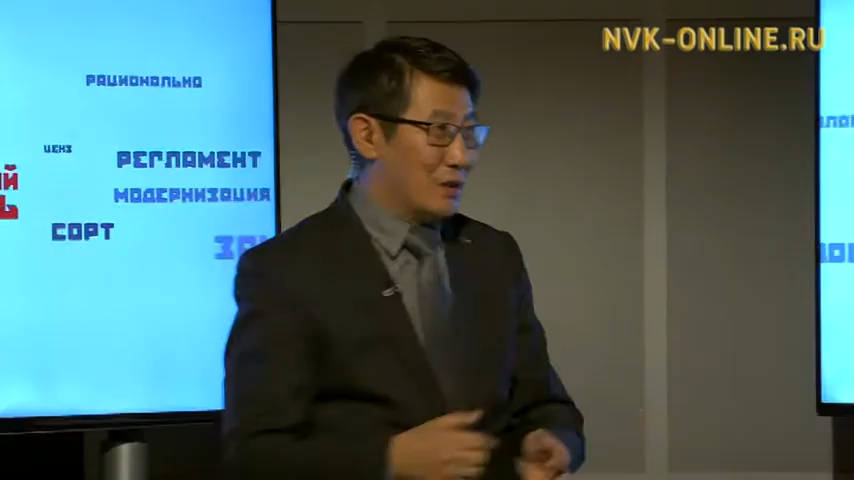 NVK-ONLINE.RU
РАЦИОНАЛЬНО
ЦЕНЗ
РЕГЛАМЕНТ
МОДЕРНИЗАЦИЯ
СОРТ